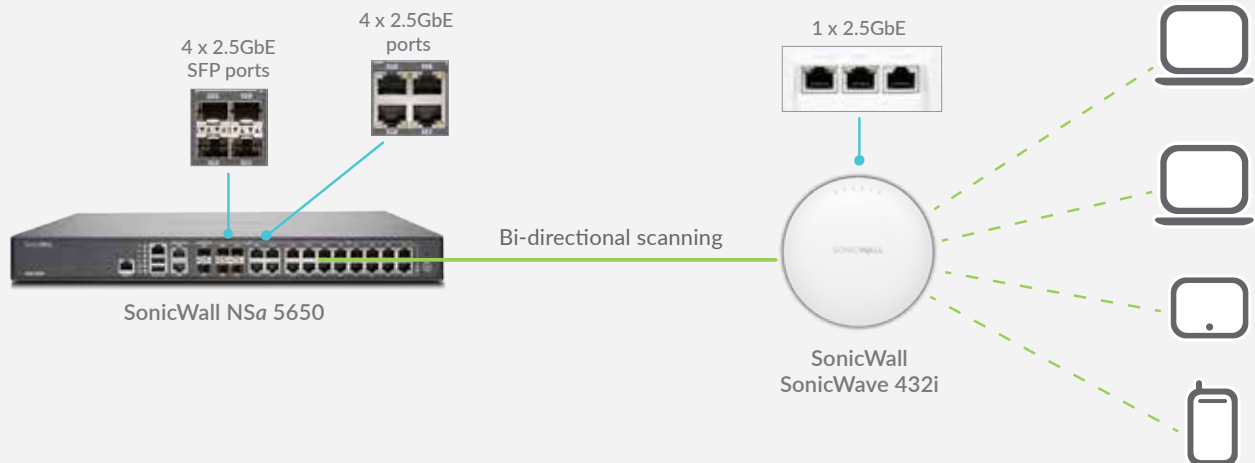 4 x 2.5GbE
SFP ports
4 x 2.5GbE
ports
1 x 2.5GbE
Bi-directional scanning
SONICWALL
SonicWall NSa 5650
SonicWall
SonicWave 432i